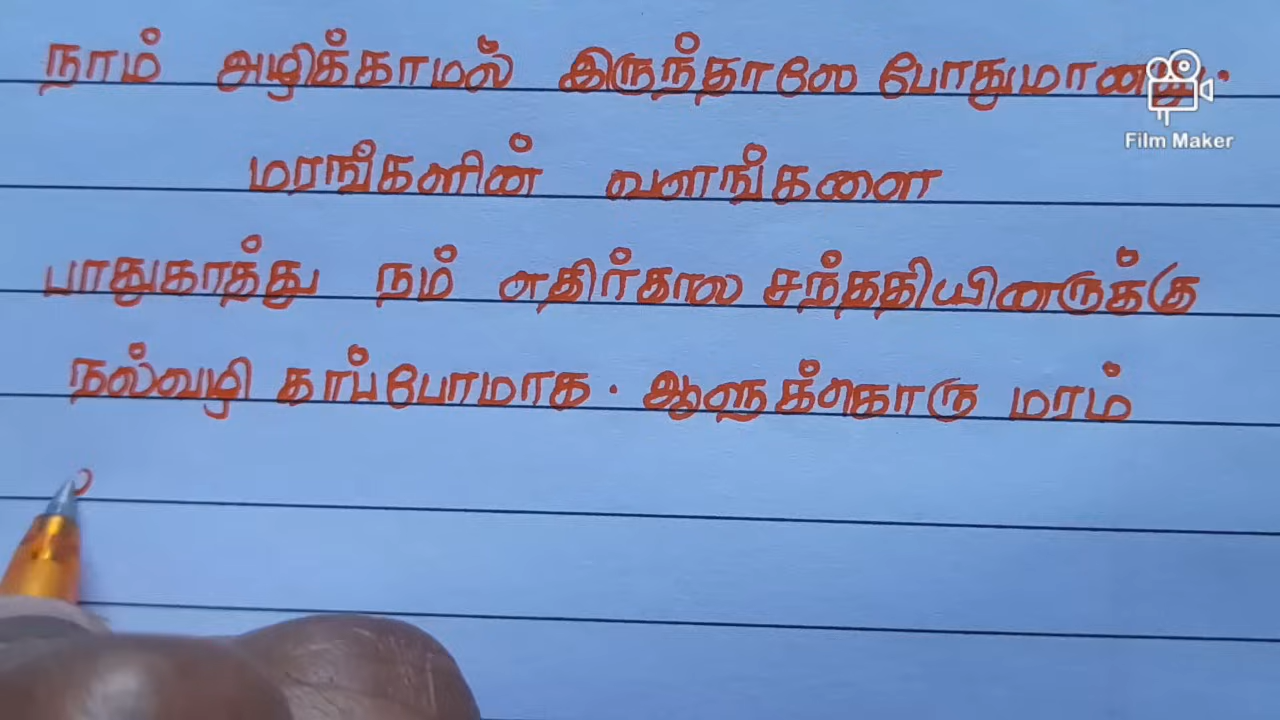 நாம் அழிக்காமல் இருந்தாலே போதுமானது.
Film Maker
மரங்களின் வளங்களை
பாதுகாத்து நம் எதிர்கால சந்ததியினருக்கு
நல்வழி காப்போமாக. ஆளுக்கொரு மரம்